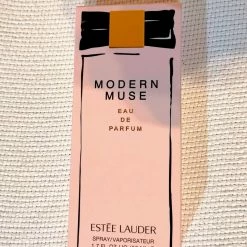 MODERN
MUSE
EAU
DE
PARFUM
ESTĒE LAUDER
SPRAY/VAPORISATEUR